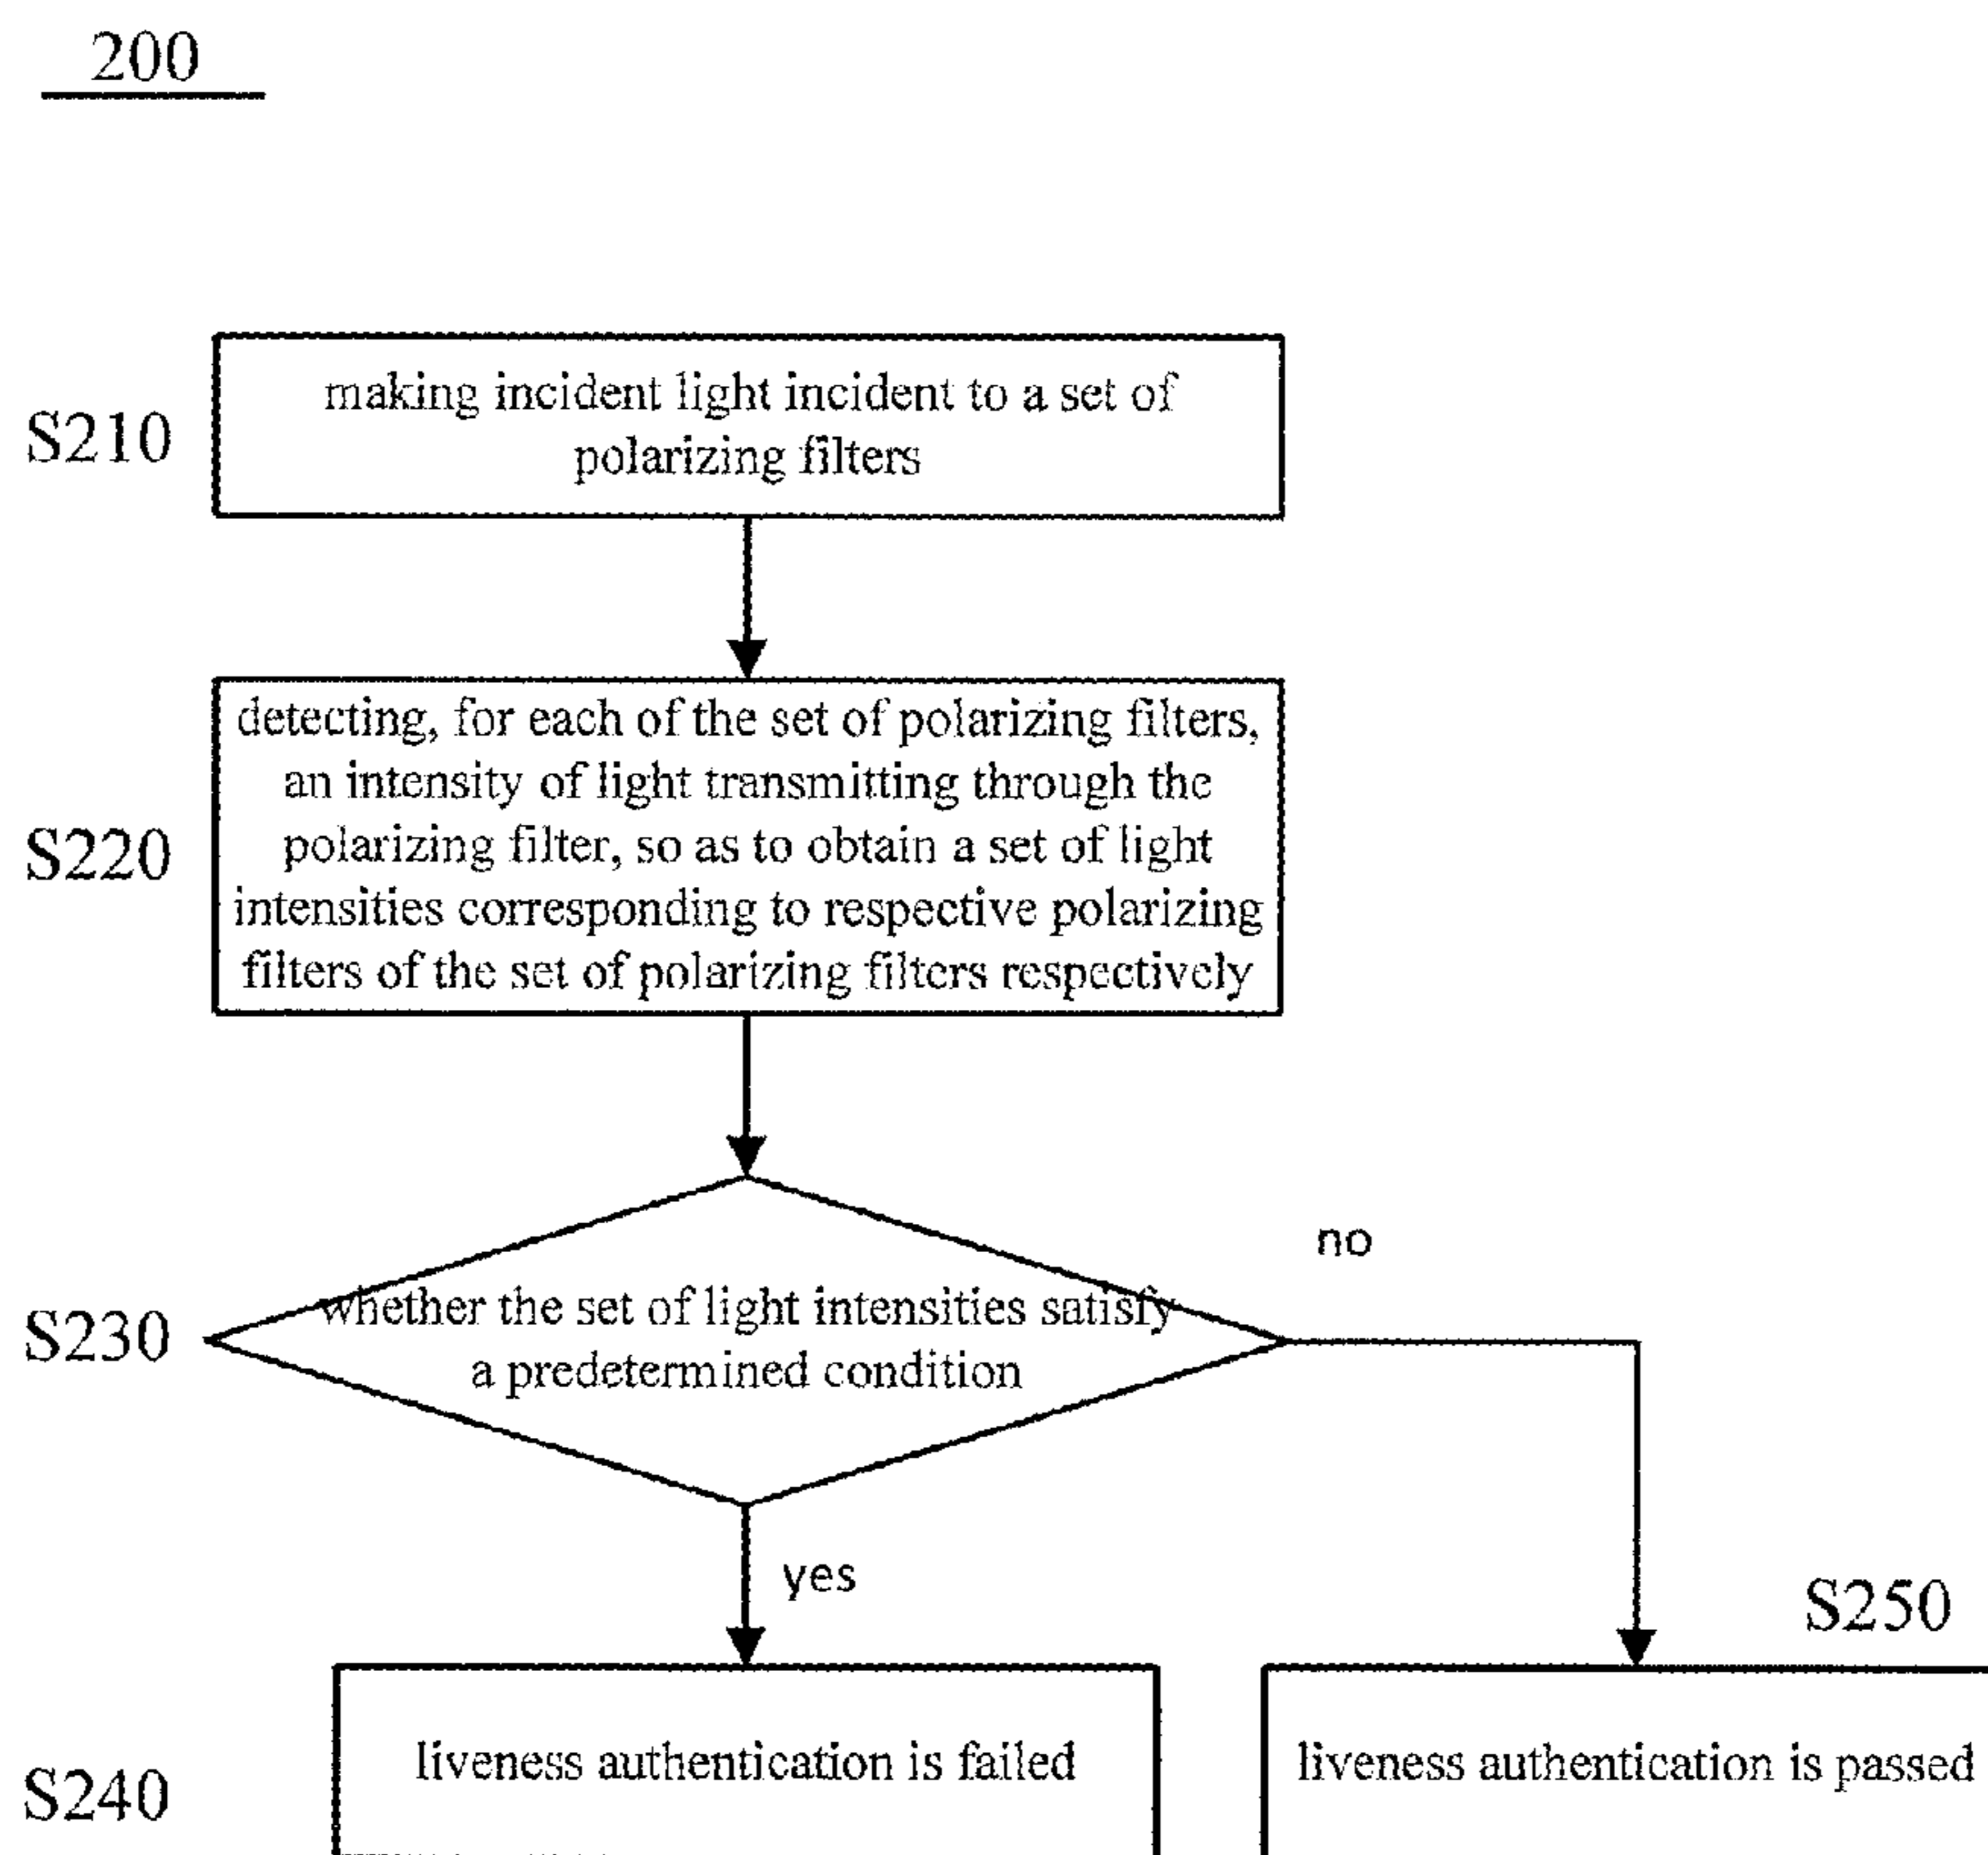 200
S210
making incident light incident to a set of
polarizing filters
S220
detecting, for each of the set of polarizing filters,
an intensity of light transmitting through the
polarizing filter, so as to obtain a set of light
intensities corresponding to respective polarizing
filters of the set of polarizing filters respectively
S230
whether the set of light intensities satisfy
a predetermined condition
no
yes
S250
S240
liveness authentication is failed
liveness authentication is passed